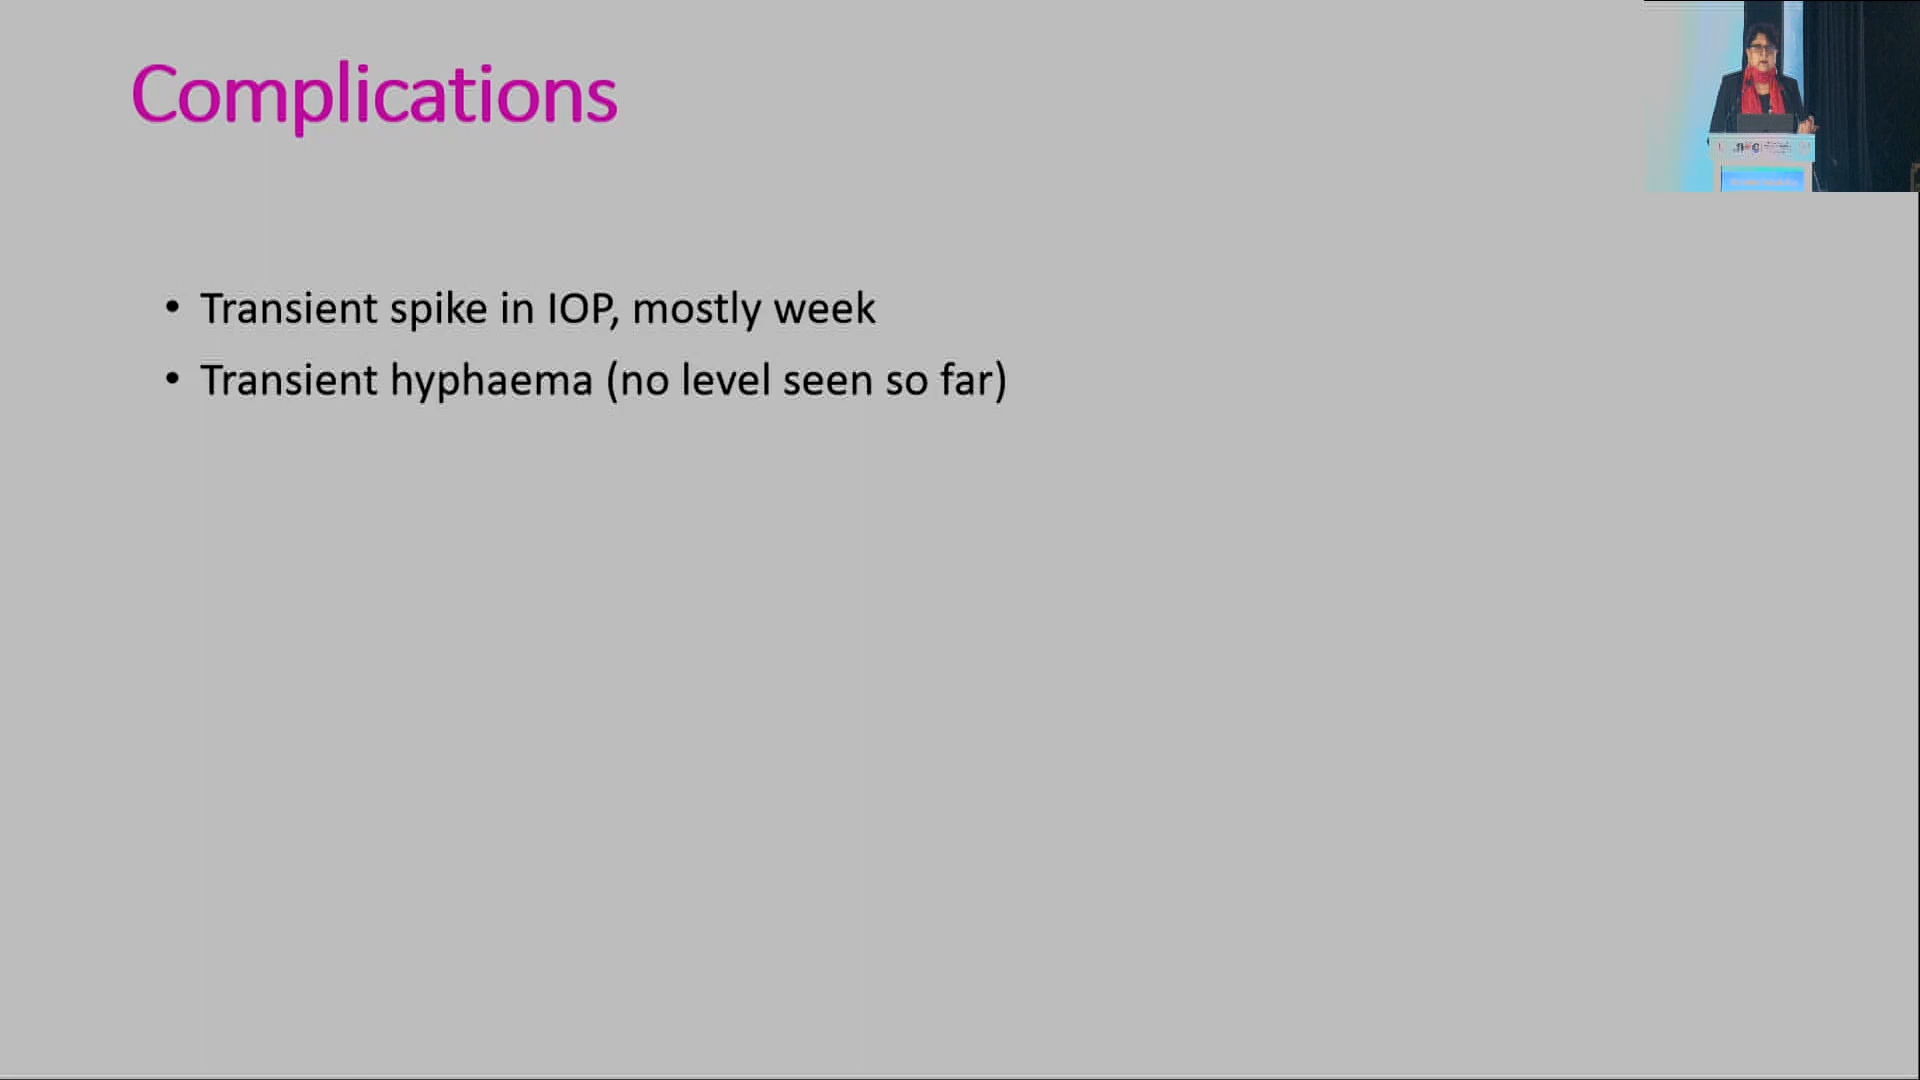 Complications
• Transient spike in IOP, mostly week
• Transient hyphaema (no level seen so far)